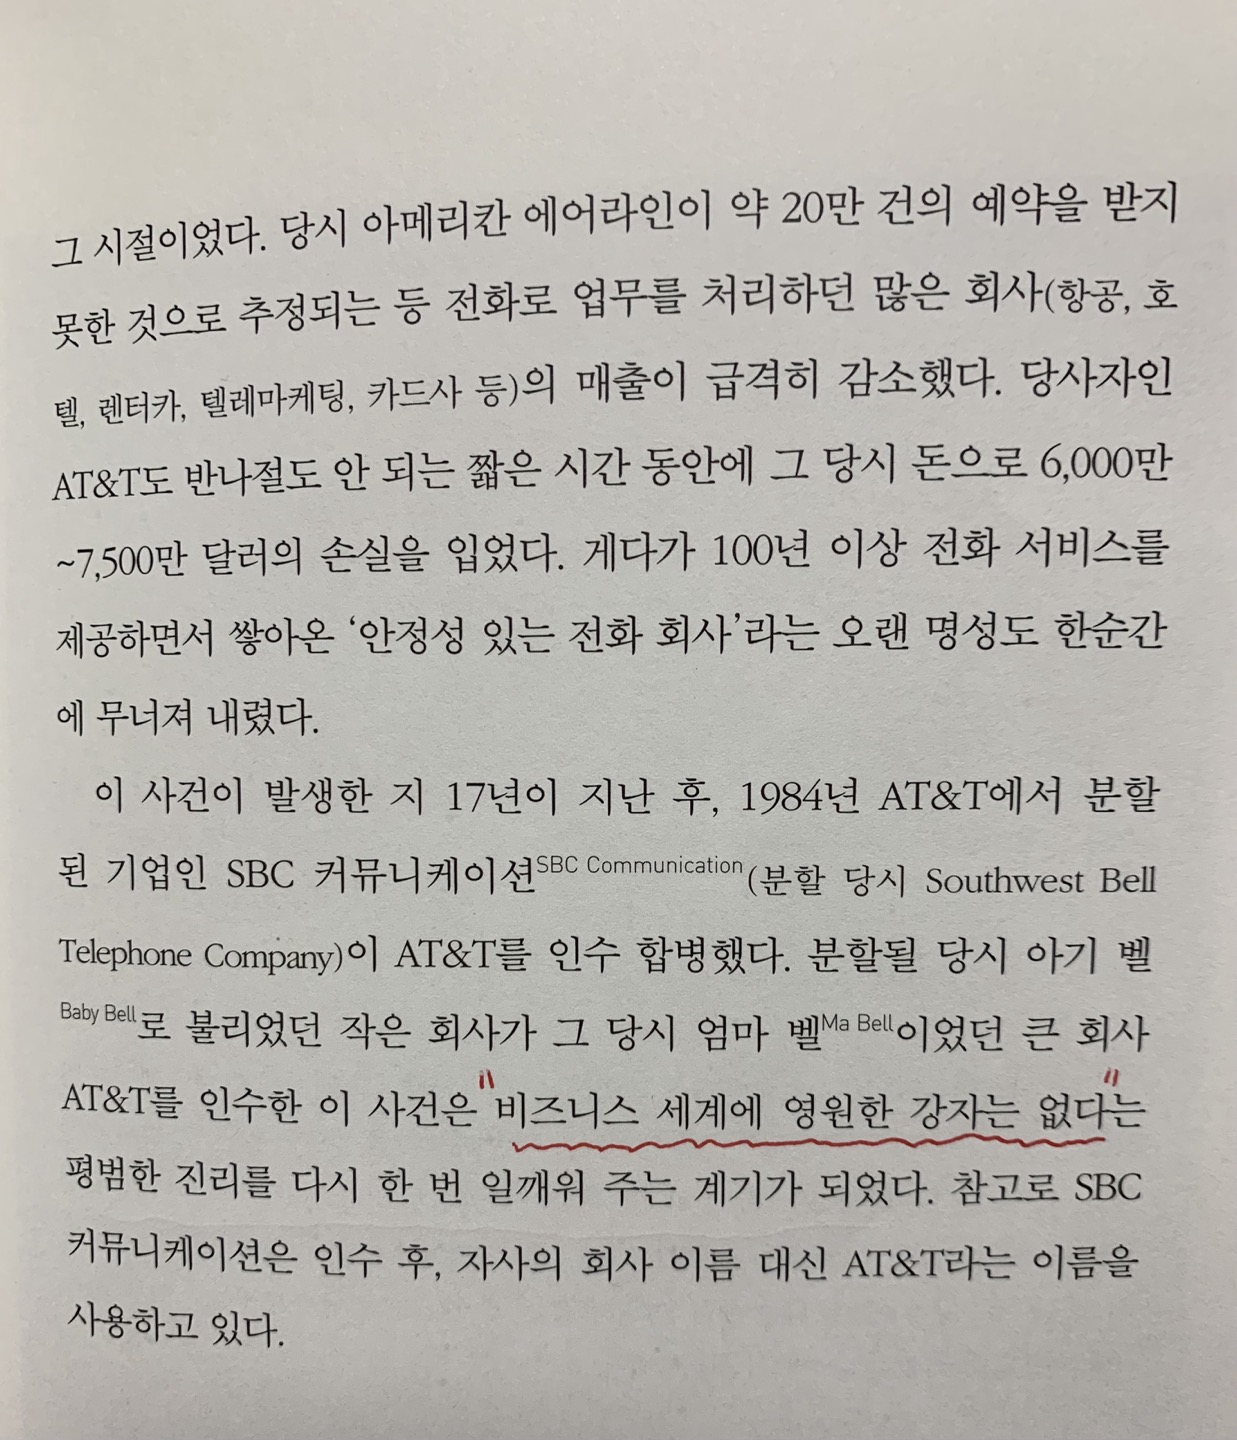 그 시절이었다. 당시 아메리칸 에어라인이 약 20만 건의 예약을 받지
못한 것으로 추정되는 등 전화로 업무를 처리하던 많은 회사(항공, 호
텔, 렌터카, 텔레마케팅, 카드사 등)의 매출이 급격히 감소했다. 당사자인
AT&T도 반나절도 안 되는 짧은 시간 동안에 그 당시 돈으로 6,000만
~7,500만 달러의 손실을 입었다. 게다가 100년 이상 전화 서비스를
제공하면서 쌓아온 ‘안정성 있는 전화 회사’라는 오랜 명성도 한순간
에 무너져 내렸다.
이 사건이 발생한 지 17년이 지난 후, 1984년 AT&T에서 분할
된 기업인 SBC 커뮤니케이션SBC Communication(분할 당시 Southwest Bell
Telephone Company)이 AT&T를 인수 합병했다. 분할될 당시 아기 벨
Baby Bell로 불리었던 작은 회사가 그 당시 엄마 벨Ma Bell이었던 큰 회사
AT&T를 인수한 이 사건은 "비즈니스 세계에 영원한 강자는 없다"는
평범한 진리를 다시 한 번 일깨워 주는 계기가 되었다. 참고로 SBC
커뮤니케이션은 인수 후, 자사의 회사 이름 대신 AT&T라는 이름을
사용하고 있다.